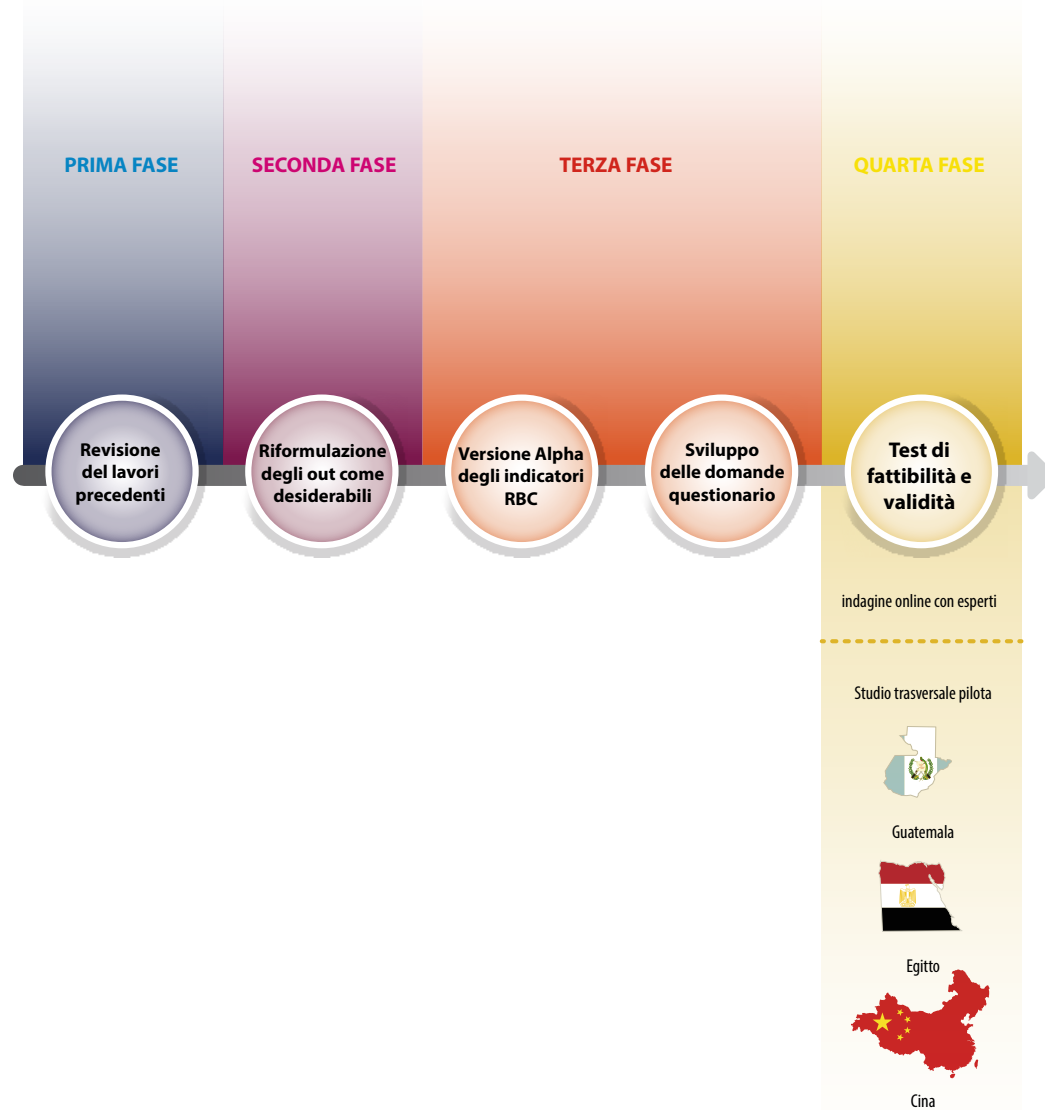 PRIMA FASE
SECONDA FASE
TERZA FASE
QUARTA FASE
Revisione
del lavori
precedenti
Riformulazione
degli out come
desiderabili
Versione Alpha
degli indicatori
RBC
Sviluppo
delle domande
questionario
Test di
fattibilità e
validità
indagine online con esperti
Studio trasversale pilota
Guatemala
Egitto
Cina